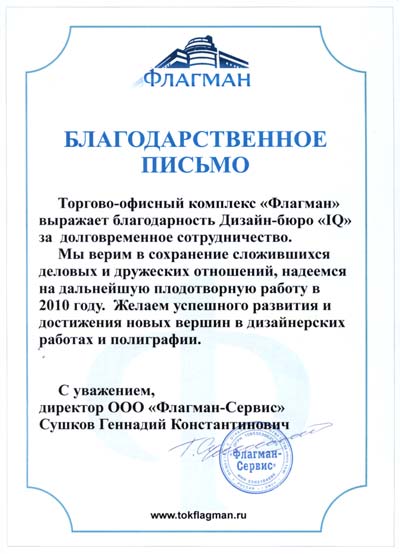 ФЛАГМАН
БЛАГОДАРСТВЕННОЕ
ПИСЬМО
Торгово-офисный комплекс «Флагман»
выражает благодарность Дизайн-бюро «IQ»
за долговременное сотрудничество.
Мы верим в сохранение сложившихся
деловых и дружеских отношений, надеемся
на дальнейшую плодотворную работу в
2010 году. Желаем успешного развития и
достижения новых вершин в дизайнерских
работах и полиграфии.
С уважением,
директор ООО «Флагман-Сервис»
Сушков Геннадий Константинович
Флагман-
Сервис
www.tokflagman.ru